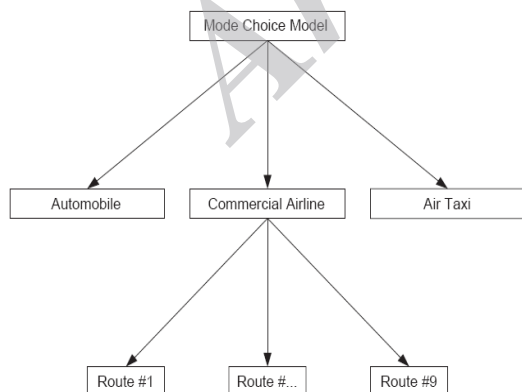 Mode Choice Model
Automobile
Commercial Airline
Air Taxi
Route #1
Route #...
Route #9